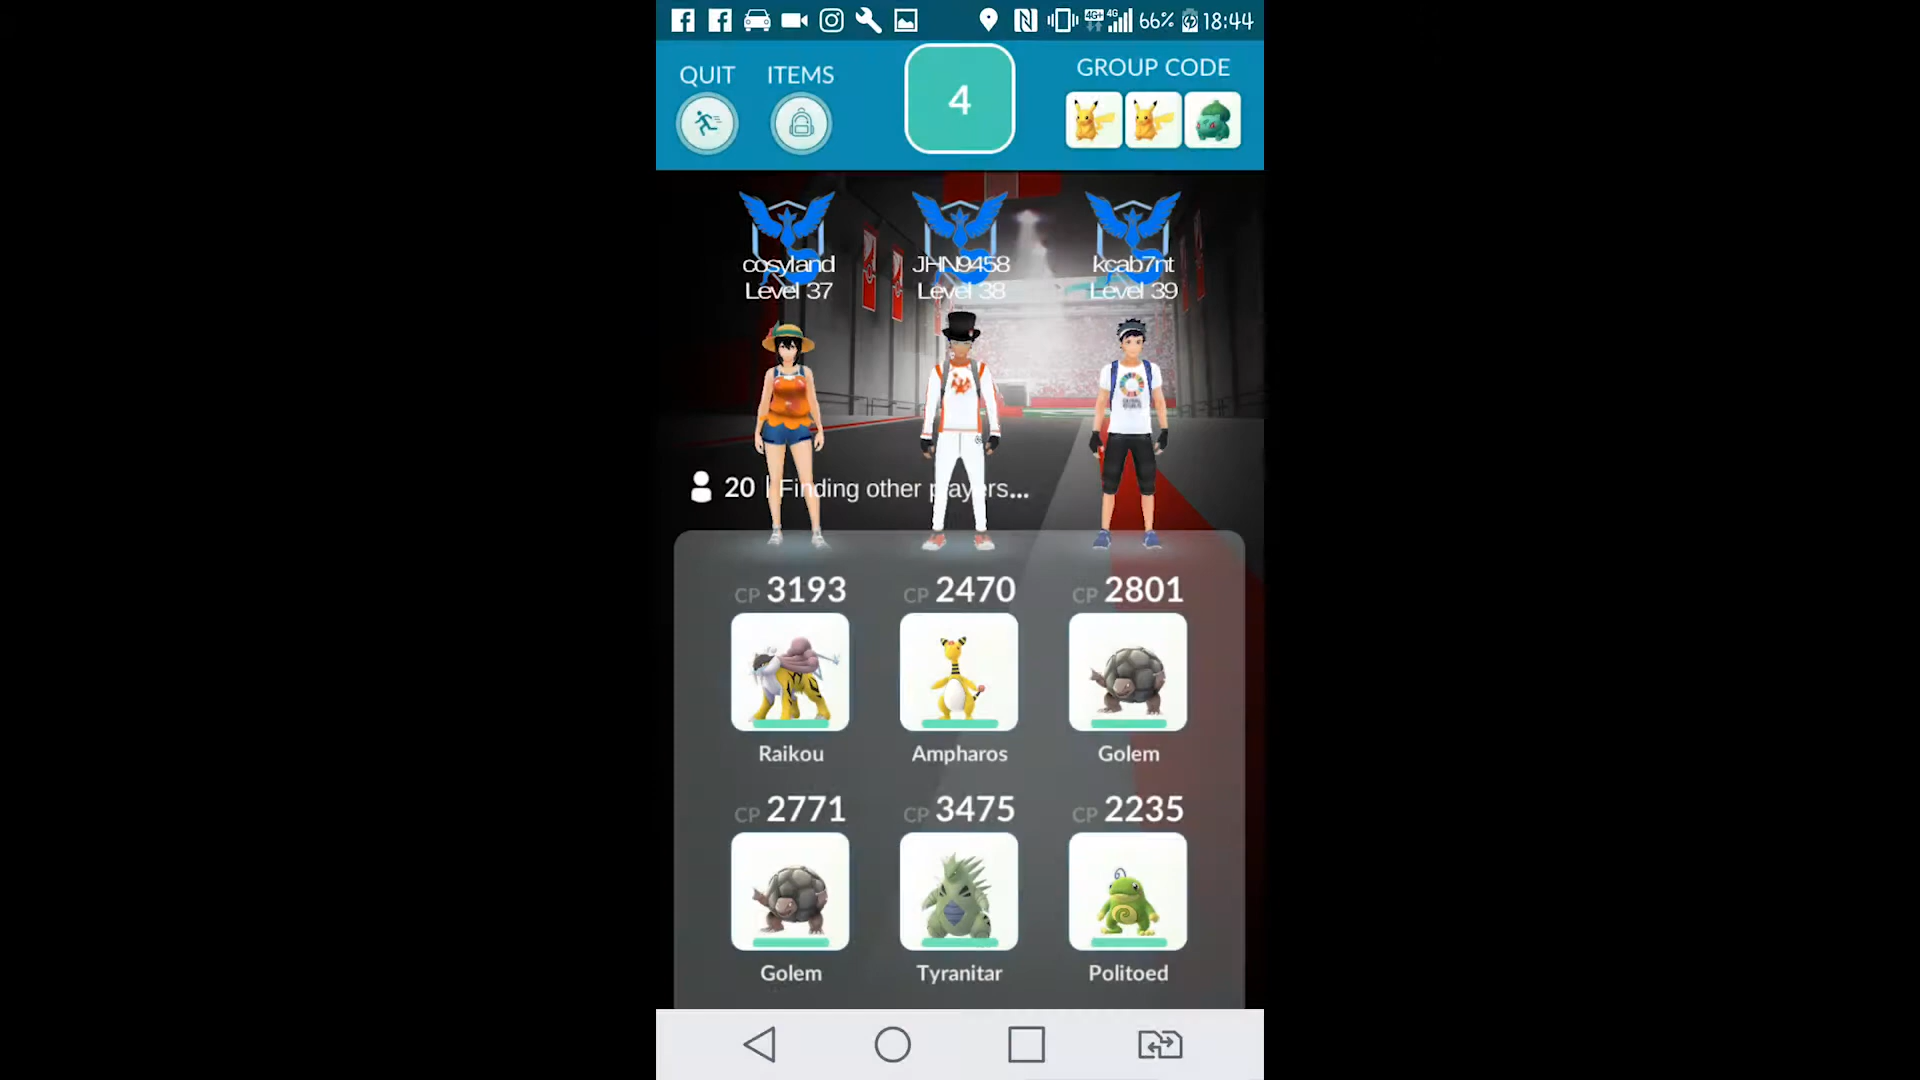 66% 18:44
QUIT ITEMS 4 GROUP CODE
cosyland JHN9458 kcab7nt
Level 37 Level 38 Level 39
20 | Finding other players...
CP 3193 CP 2470 CP 2801
Raikou Ampharos Golem
CP 2771 CP 3475 CP 2235
Golem Tyranitar Politoed